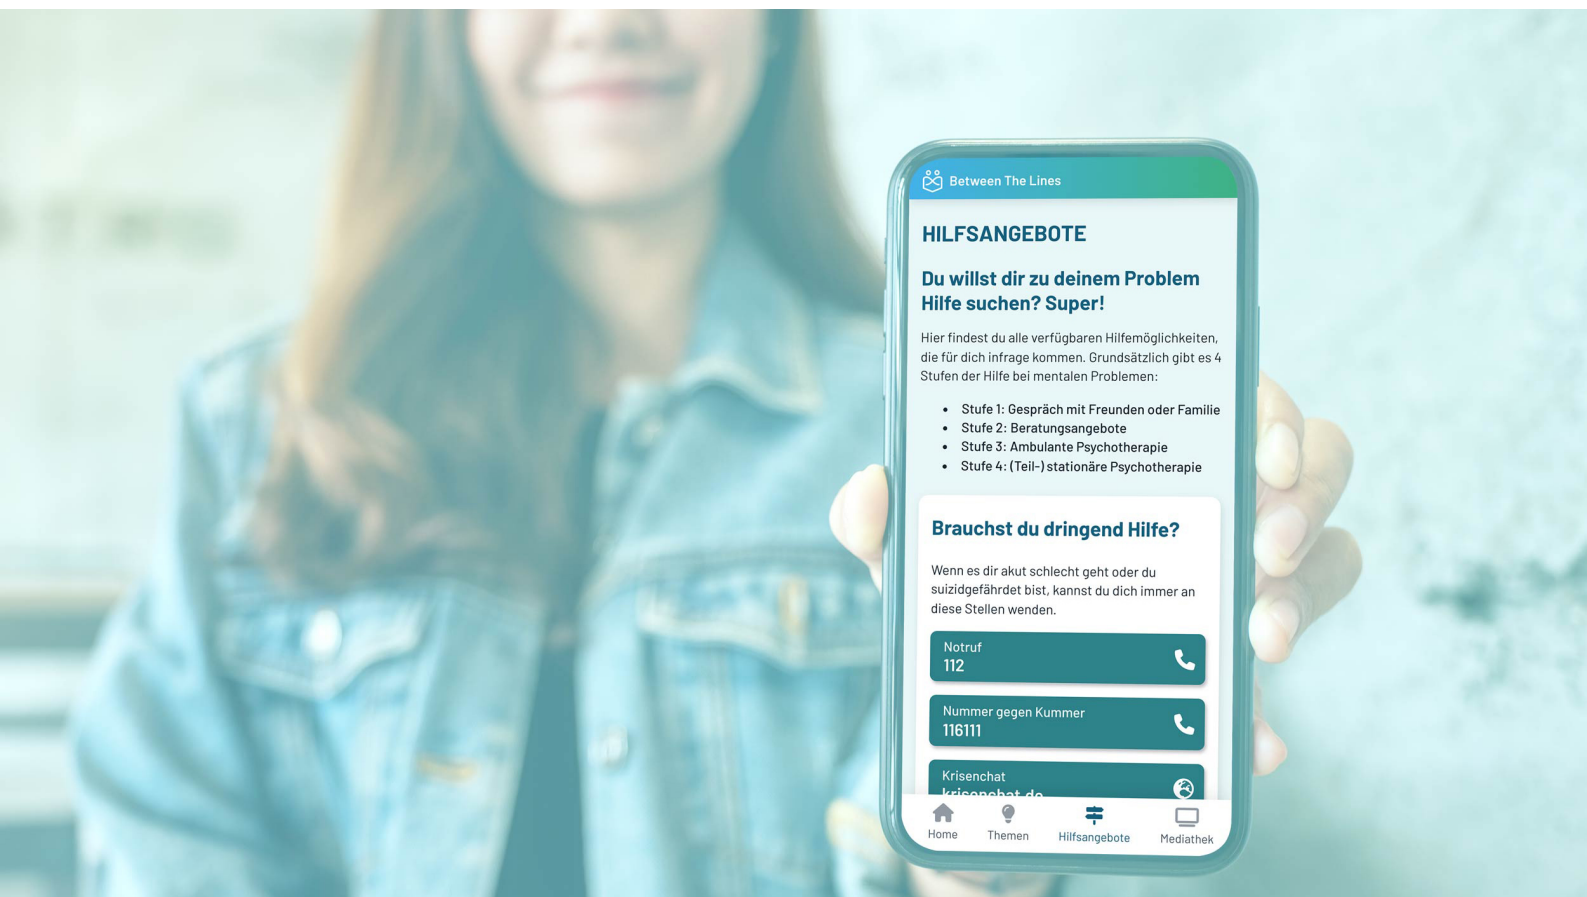 Between The Lines
HILFSANGEBOTE
Du willst dir zu deinem Problem
Hilfe suchen? Super!
Hier findest du alle verfügbaren Hilfemöglichkeiten,
die für dich infrage kommen. Grundsätzlich gibt es 4
Stufen der Hilfe bei mentalen Problemen:
• Stufe 1: Gespräch mit Freunden oder Familie
• Stufe 2: Beratungsangebote
• Stufe 3: Ambulante Psychotherapie
• Stufe 4: (Teil-) stationäre Psychotherapie
Brauchst du dringend Hilfe?
Wenn es dir akut schlecht geht oder du
suizidgefährdet bist, kannst du dich immer an
diese Stellen wenden.
Notruf
112
Nummer gegen Kummer
116111
Krisenchat
krisenchat.de
Home
Themen
Hilfsangebote
Mediathek